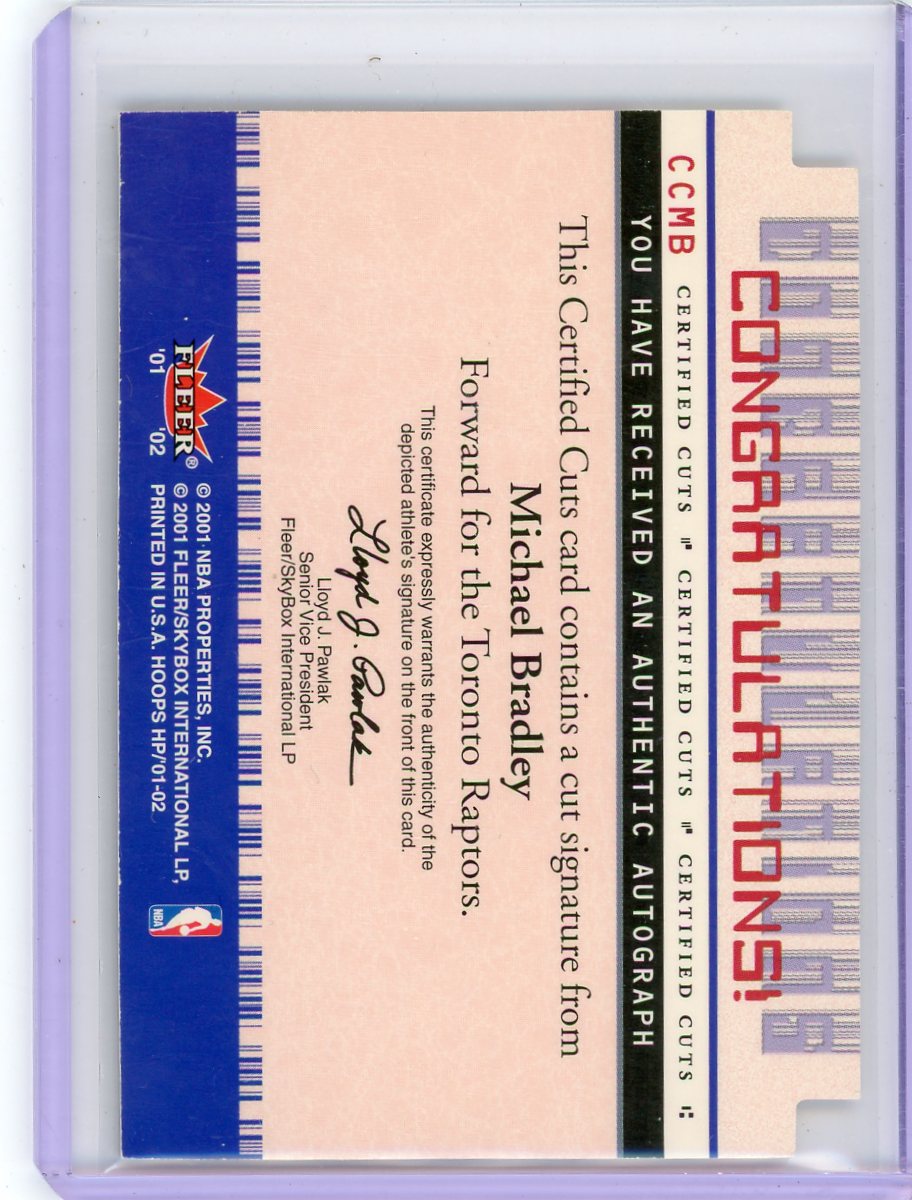 CONGRATULATIONS!
CCMB CERTIFIED CUTS CERTIFIED CUTS CERTIFIED CUTS
YOU HAVE RECEIVED AN AUTHENTIC AUTOGRAPH
This Certified Cuts card contains a cut signature from
Michael Bradley
Forward for the Toronto Raptors.
This certificate expressly warrants the authenticity of the
depicted athlete's signature on the front of this card.
Lloyd J. Pawlak
Lloyd J. Pawlak
Senior Vice President
Fleer/SkyBox International LP
FLEER®
'01 '02
© 2001 NBA PROPERTIES, INC.
© 2001 FLEER/SKYBOX INTERNATIONAL LP,
PRINTED IN U.S.A. HOOPS HP/'01-02
NBA